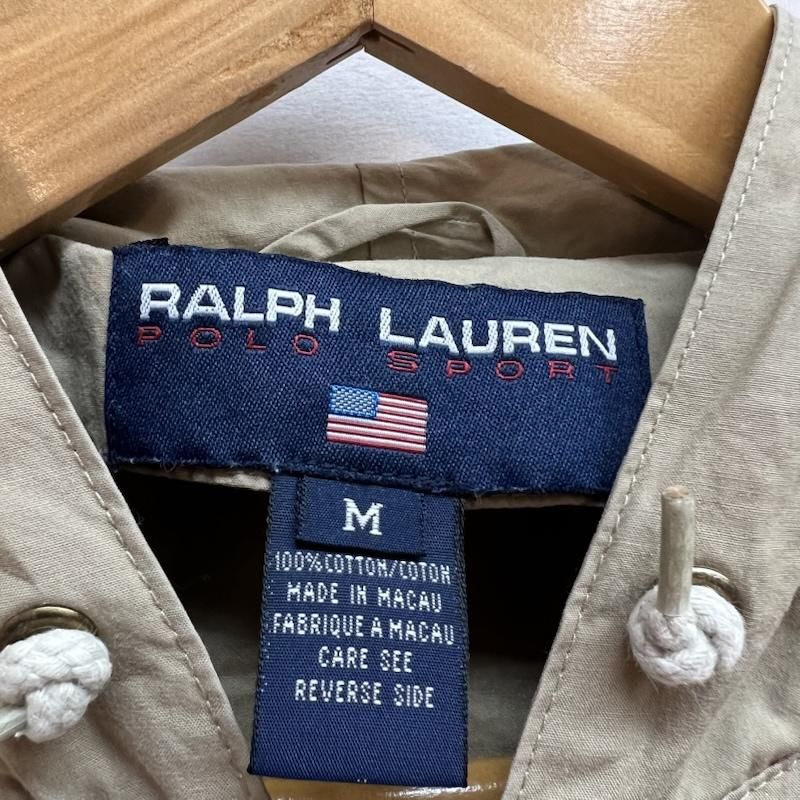 RALPH LAUREN
POLO SPORT
M
100%COTTON/COTON
MADE IN MACAU
FABRIQUE A MACAU
CARE SEE
REVERSE SIDE